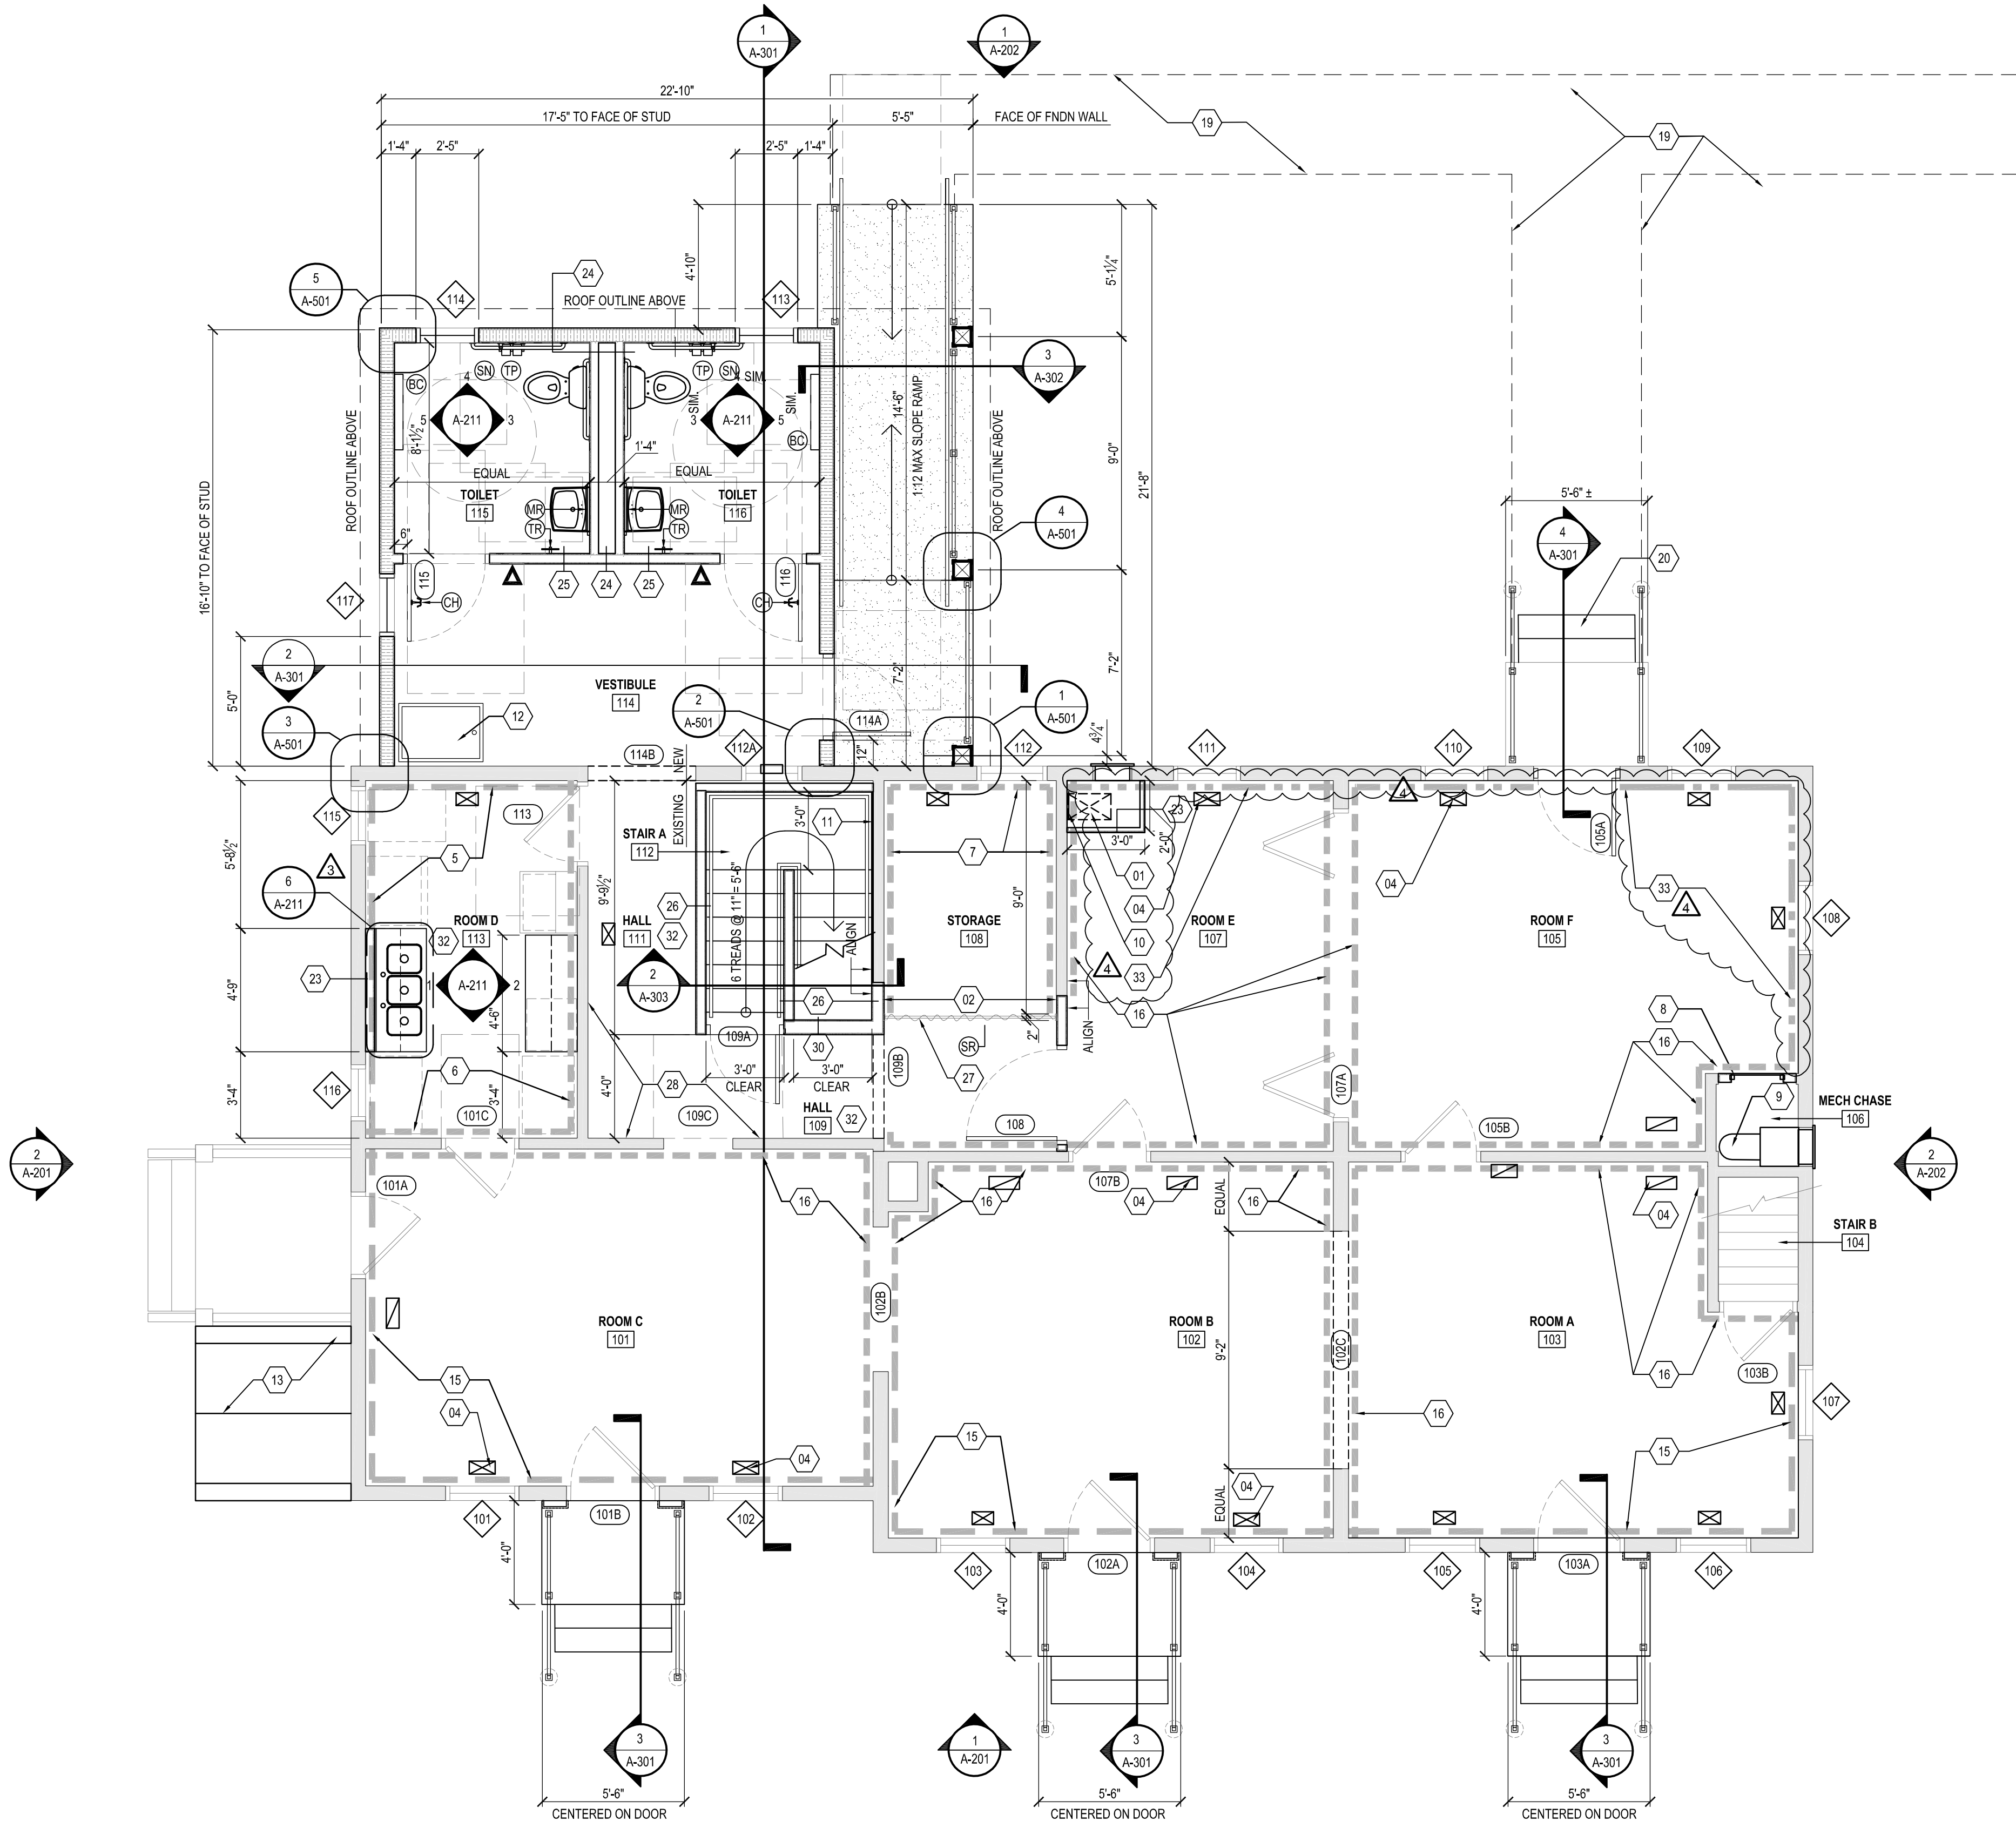 1
A-301
1
A-202
22'-10"
17'-5" TO FACE OF STUD
5'-5"
FACE OF FNDN WALL
19
19
1'-4"
2'-5"
2'-5"
1'-4"
4'-10"
5'-1¼"
5
A-501
114
24
ROOF OUTLINE ABOVE
113
3
A-302
BC
SN
TP
TP
SN
4
4
SIM.
5
A-211
3
SIM.
3
A-211
5
SIM.
BC
8'-1½"
1'-4"
EQUAL
EQUAL
TOILET
115
TOILET
116
MR
TR
MR
TR
6"
ROOF OUTLINE ABOVE
16'-10" TO FACE OF STUD
14'-6"
1:12 MAX SLOPE RAMP
ROOF OUTLINE ABOVE
9'-0"
21'-8"
5'-6" ±
4
A-501
4
A-301
20
115
25
24
25
116
117
CH
CH
2
A-301
5'-0"
VESTIBULE
114
7'-2"
7'-2"
2
A-501
1
A-501
3
A-501
12
114A
12"
4¾"
114B
NEW
112A
112
111
110
109
115
113
EXISTING
3'-0"
11
23
3'-0"
2'-0"
4
105A
5'-8½"
3
5
STAIR A
112
7
01
04
04
33
4
6
A-211
9'-9½"
26
6 TREADS @ 11" = 5'-6"
ALIGN
9'-0"
ROOM D
113
32
HALL
111
32
STORAGE
108
ROOM E
107
10
ROOM F
105
108
23
4'-9"
1
A-211
2
4'-6"
2
A-303
26
02
4
33
16
ALIGN
8
16
109A
30
SR
2"
27
3'-0"
CLEAR
3'-0"
CLEAR
109B
116
3'-4"
6
3'-4"
101C
28
4'-0"
109C
HALL
109
32
108
107A
105B
9
MECH CHASE
106
2
A-201
101A
16
16
107B
04
EQUAL
16
04
2
A-202
STAIR B
104
102B
ROOM C
101
ROOM B
102
9'-2"
102C
ROOM A
103
13
15
04
16
103B
107
16
04
15
15
04
EQUAL
101
101B
102
4'-0"
103
102A
104
105
103A
106
4'-0"
4'-0"
3
A-301
1
A-201
3
A-301
3
A-301
5'-6"
CENTERED ON DOOR
5'-6"
CENTERED ON DOOR
5'-6"
CENTERED ON DOOR